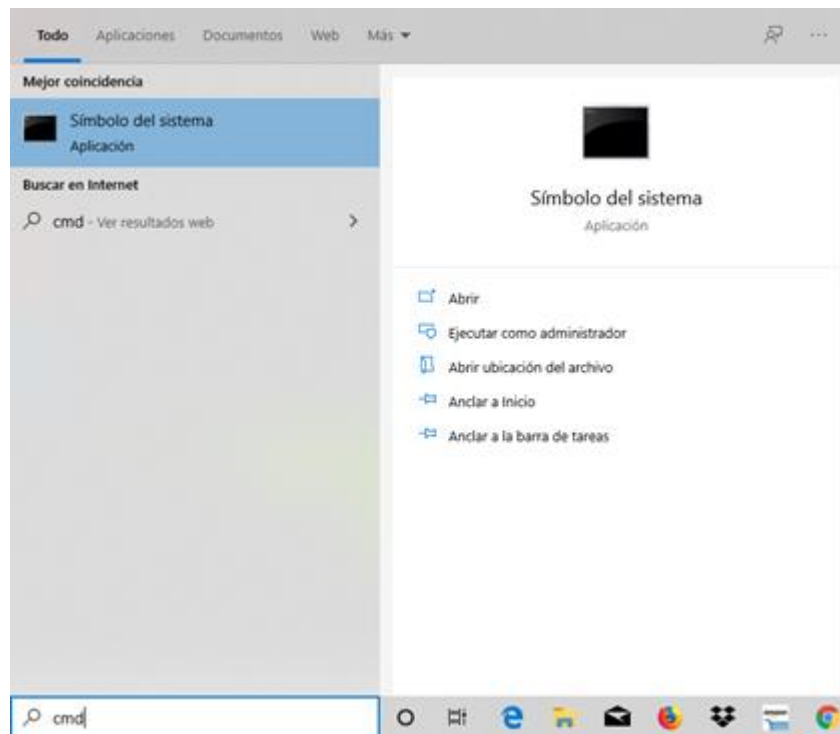 Todo Aplicaciones Documentos Web Más
Mejor coincidencia
Símbolo del sistema
Aplicación
Buscar en Internet
cmd - Ver resultados web
Símbolo del sistema
Aplicación
Abrir
Ejecutar como administrador
Abrir ubicación del archivo
Anclar a Inicio
Anclar a la barra de tareas
cmd